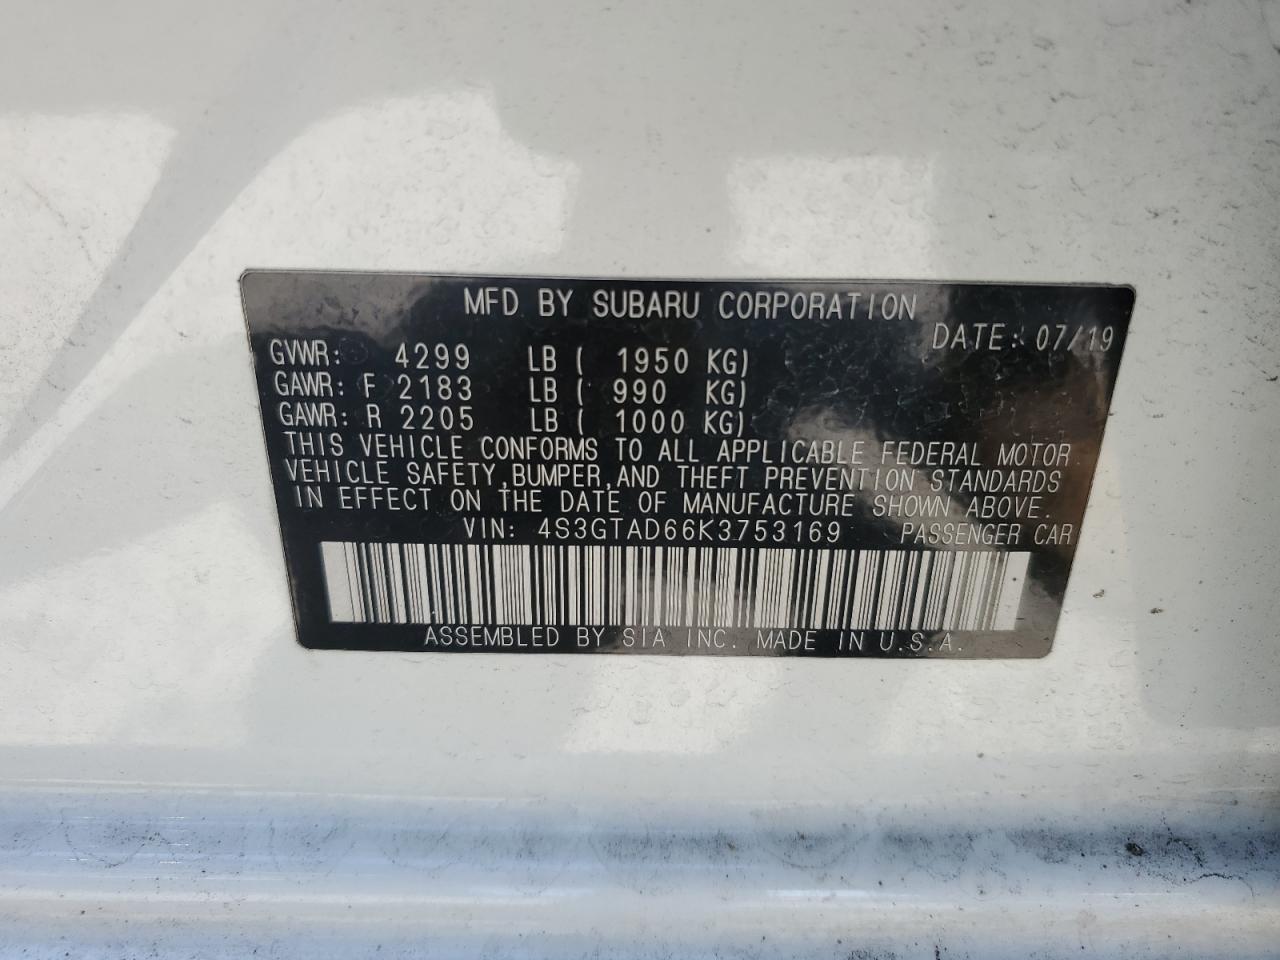 MFD BY SUBARU CORPORATION
DATE: 07/19
GVWR: 4299 LB ( 1950 KG)
GAWR: F 2183 LB ( 990 KG)
GAWR: R 2205 LB ( 1000 KG)
THIS VEHICLE CONFORMS TO ALL APPLICABLE FEDERAL MOTOR
VEHICLE SAFETY,BUMPER,AND THEFT PREVENTION STANDARDS
IN EFFECT ON THE DATE OF MANUFACTURE SHOWN ABOVE.
VIN: 4S3GTAD66K3753169 PASSENGER CAR
ASSEMBLED BY SIA INC. MADE IN U.S.A.